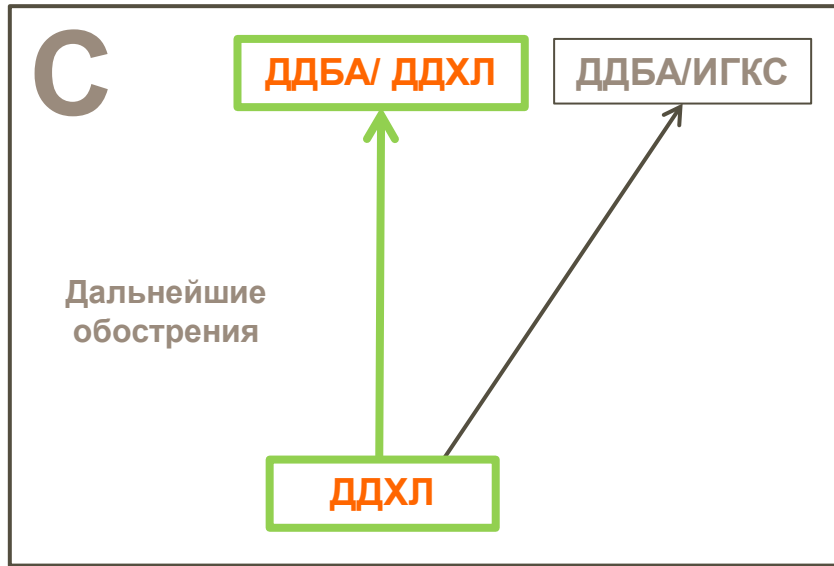 С
ДДБА/ ДДХЛ
ДДБА/ИГКС
Дальнейшие
обострения
ДДХЛ